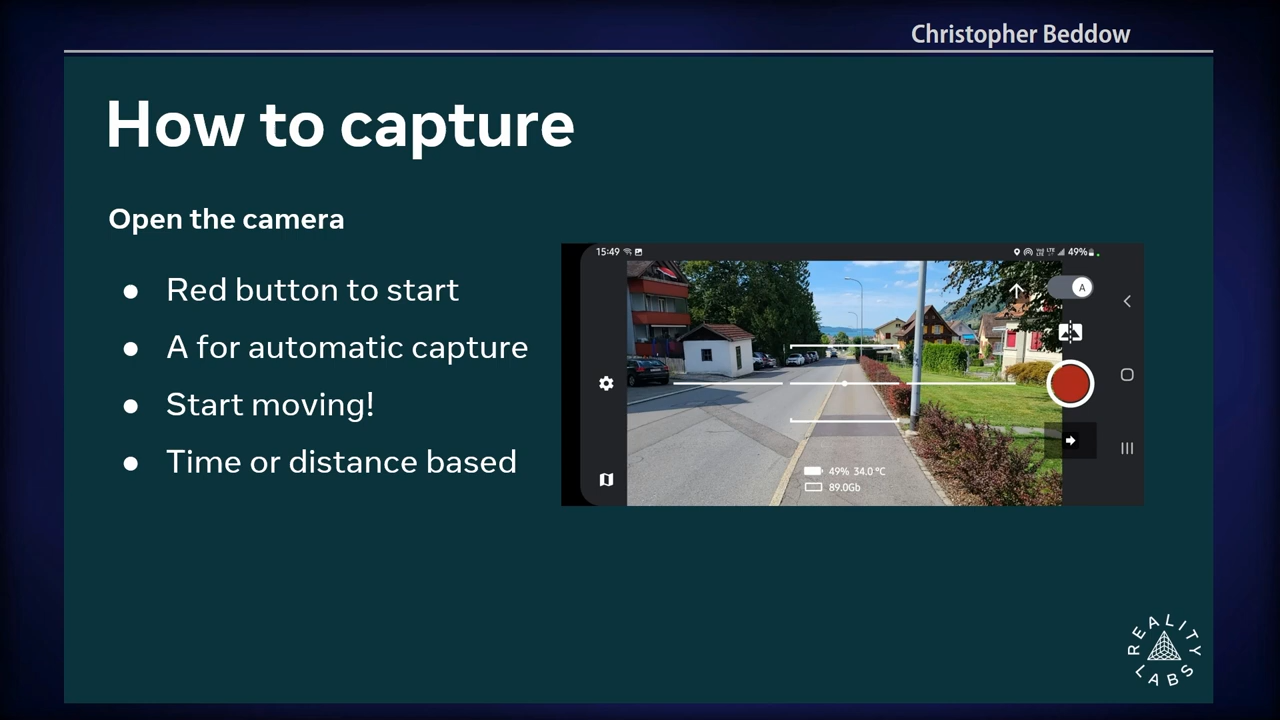 Christopher Beddow
How to capture
Open the camera
● Red button to start
● A for automatic capture
● Start moving!
● Time or distance based
15:49
49%
A
49% 34.0 ºC
89.0Gb
REALITY LABS